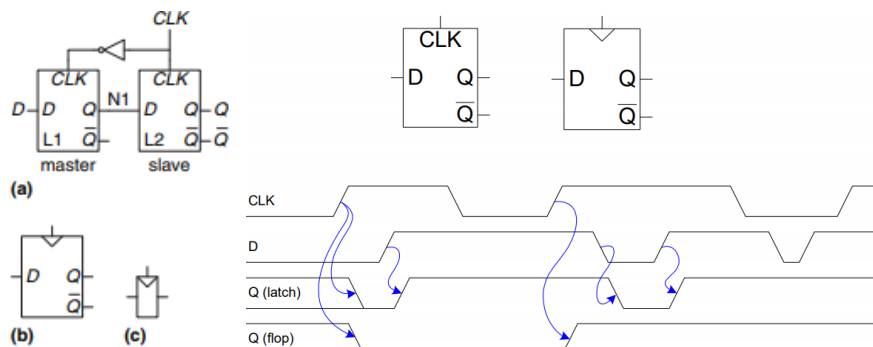 CLK
CLK
CLK
D
D
Q
N1
D
Q
Q
L1
Q̅
L2
Q̅
Q̅
master
slave
(a)
D
Q
Q̅
(b)
(c)
CLK
D
Q
Q̅
D
Q
Q̅
CLK
D
Q (latch)
Q (flop)